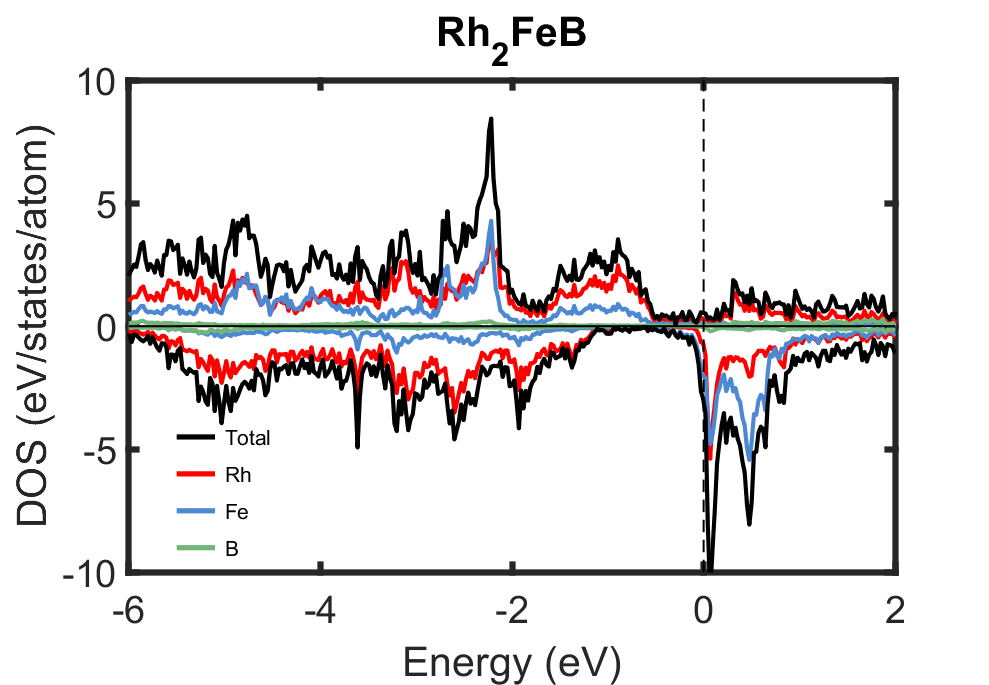 Rh2FeB
DOS (eV/states/atom)
10
5
0
-5
-10
Total
Rh
Fe
B
-6 -4 -2 0 2
Energy (eV)